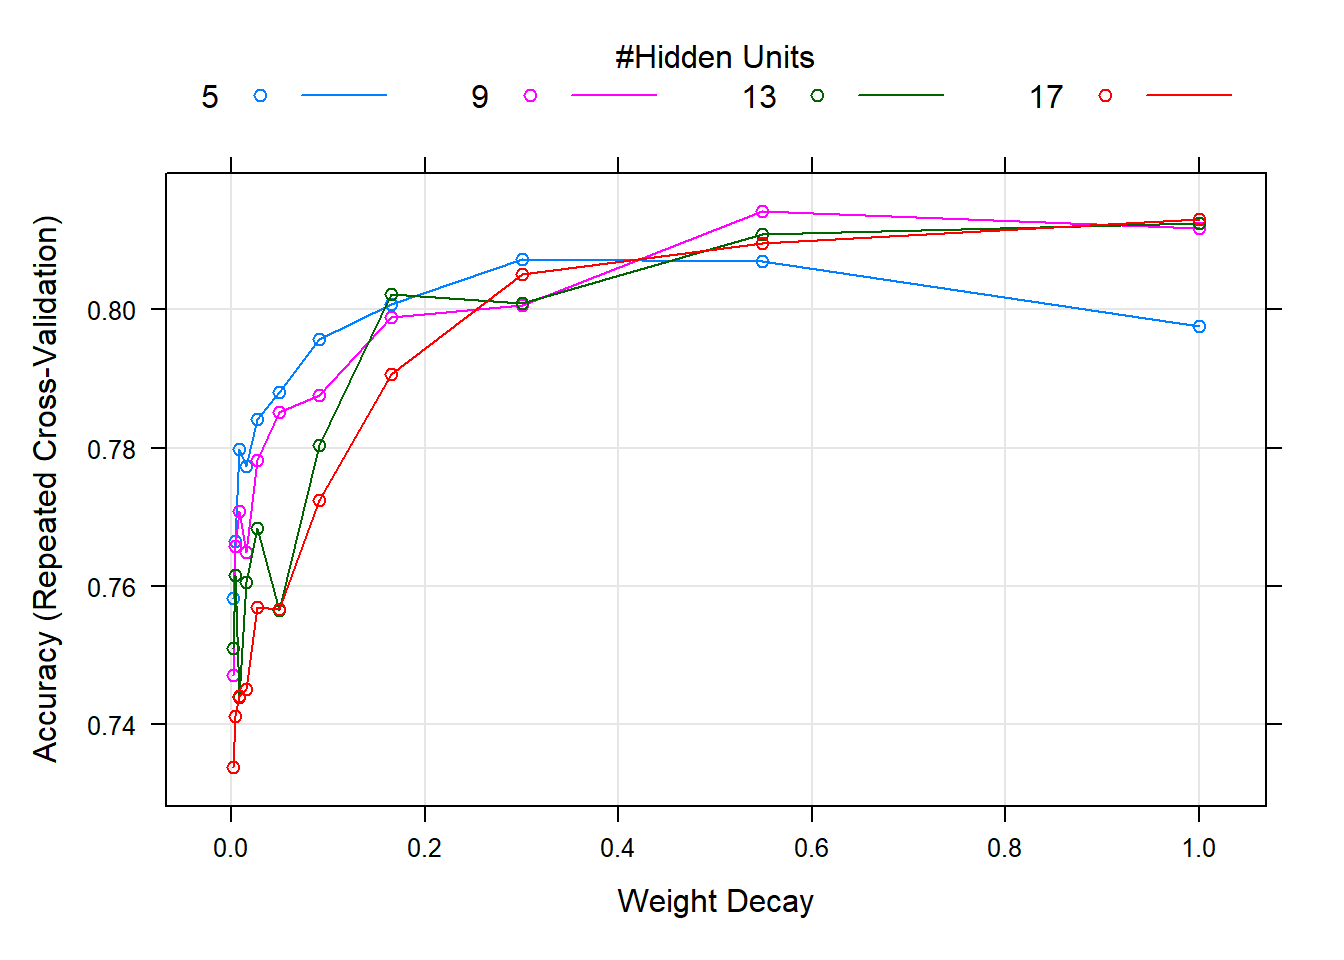 #Hidden Units
5 9 13 17
Accuracy (Repeated Cross-Validation)
0.80
0.78
0.76
0.74
0.0 0.2 0.4 0.6 0.8 1.0
Weight Decay